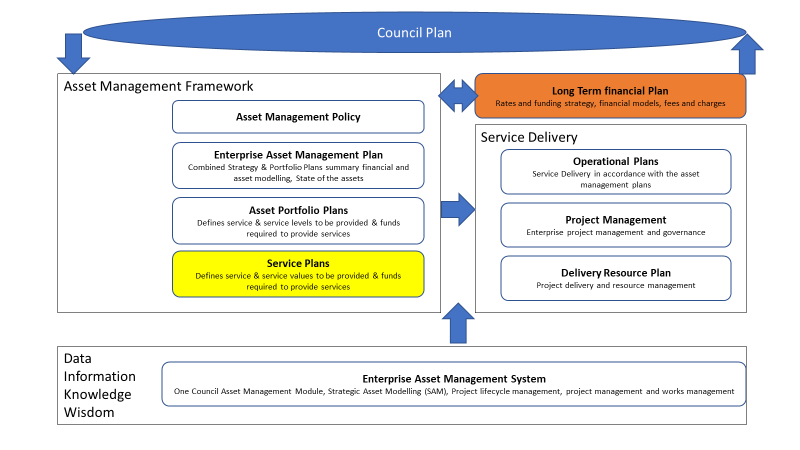 Council Plan
Asset Management Framework
Asset Management Policy
Enterprise Asset Management Plan
Combined Strategy & Portfolio Plans summary financial and
asset modelling, State of the assets
Asset Portfolio Plans
Defines service & service levels to be provided & funds
required to provide services
Service Plans
Defines service & service values to be provided & funds
required to provide services
Long Term financial Plan
Rates and funding strategy, financial models, fees and charges
Service Delivery
Operational Plans
Service Delivery in accordance with the asset
management plans
Project Management
Enterprise project management and governance
Delivery Resource Plan
Project delivery and resource management
Data
Information
Knowledge
Wisdom
Enterprise Asset Management System
One Council Asset Management Module, Strategic Asset Modelling (SAM), Project lifecycle management, project management and works management